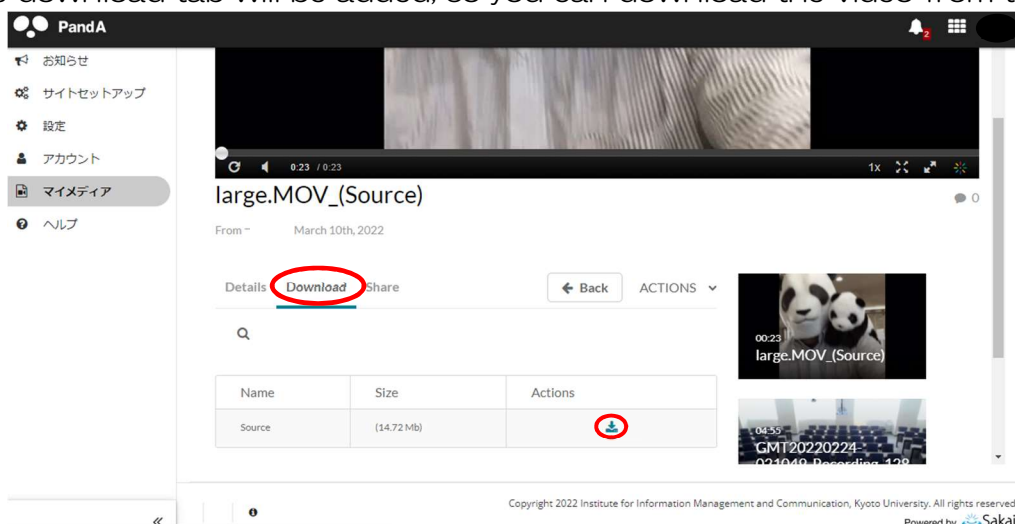 download tab will be added, so you can download the video from t
PandA
2
お知らせ
サイトセットアップ
設定
アカウント
マイメディア
ヘルプ
0:23 / 0:23
1x
large.MOV_(Source)
0
From - March 10th, 2022
Details Download Share
Back ACTIONS
00:23
large.MOV_(Source)
Name Size Actions
Source (14.72 Mb)
04:55
GMT20220224-
021049_Recording_128
«
Copyright 2022 Institute for Information Management and Communication, Kyoto University. All rights reserved
Powered by Sakai